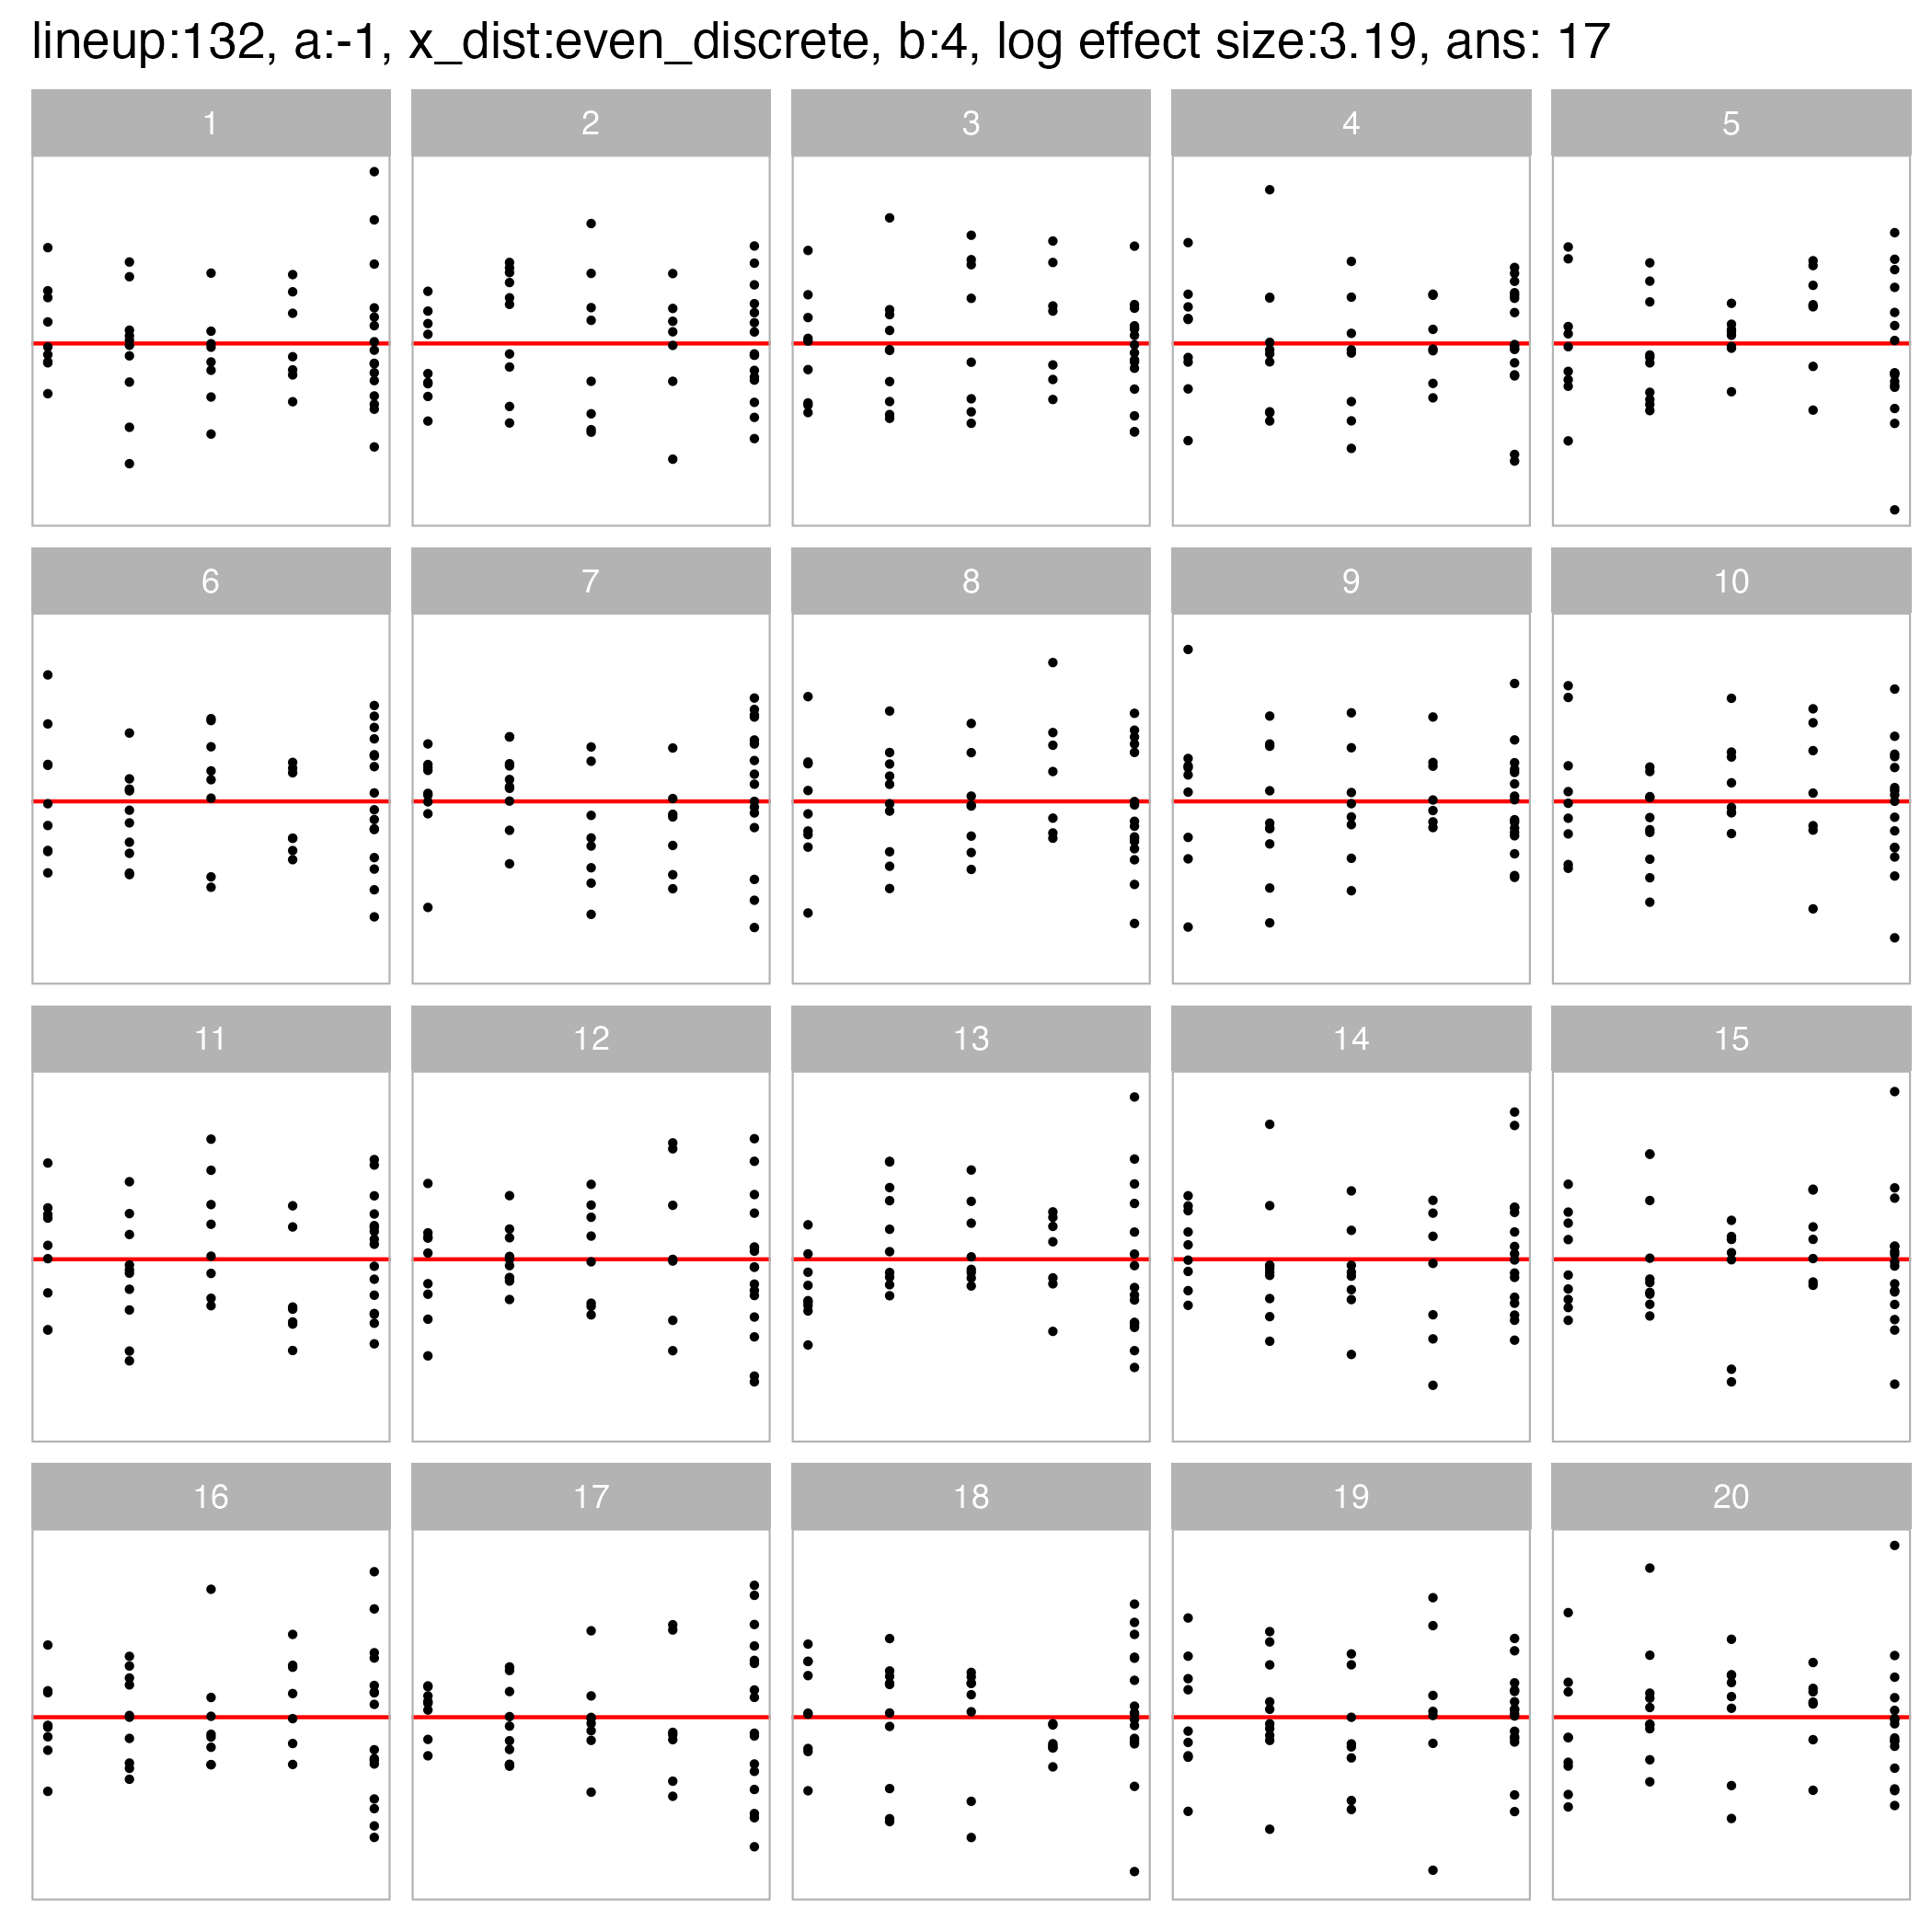 lineup:132, a:-1, x_dist:even_discrete, b:4, log effect size:3.19, ans: 17
1 2 3 4 5
6 7 8 9 10
11 12 13 14 15
16 17 18 19 20